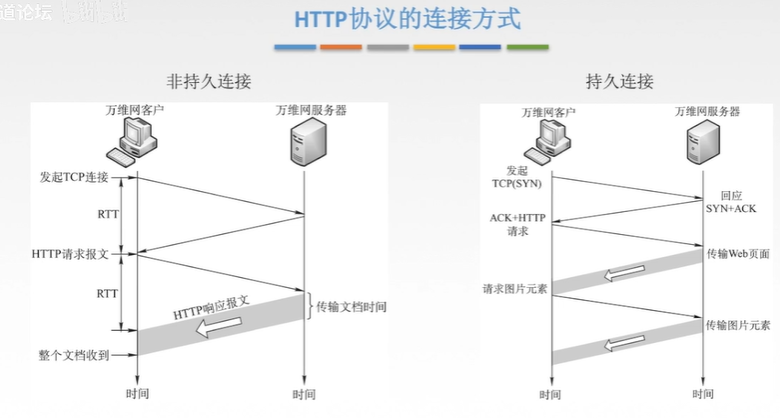 道论坛
HTTP协议的连接方式
非持久连接
万维网客户
万维网服务器
发起TCP连接
RTT
HTTP请求报文
RTT
HTTP响应报文
传输文档时间
整个文档收到
时间
时间
持久连接
万维网客户
万维网服务器
发起
TCP(SYN)
回应
SYN+ACK
ACK+HTTP
请求
传输Web页面
请求图片元素
传输图片元素
时间
时间